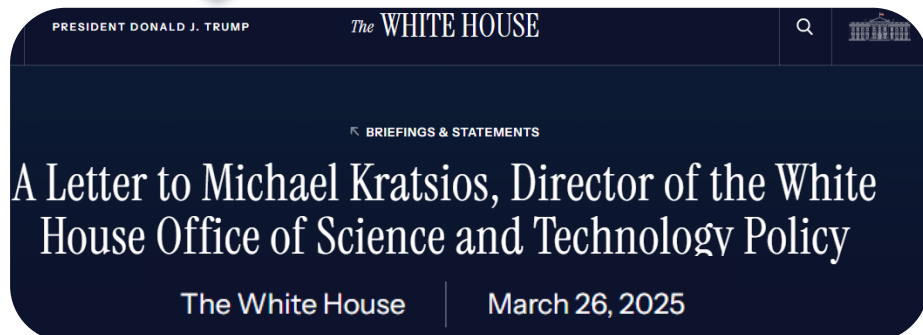 PRESIDENT DONALD J. TRUMP
The WHITE HOUSE
BRIEFINGS & STATEMENTS
A Letter to Michael Kratsios, Director of the White
House Office of Science and Technology Policy
The White House
March 26, 2025